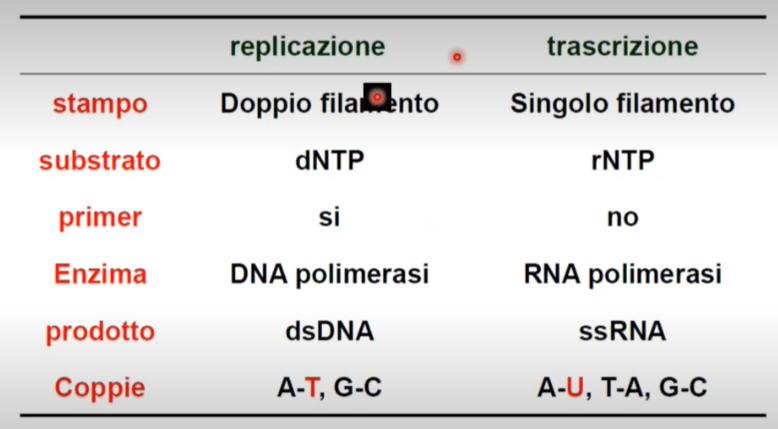 replicazione trascrizione
stampo Doppio filamento Singolo filamento
substrato dNTP rNTP
primer si no
Enzima DNA polimerasi RNA polimerasi
prodotto dsDNA ssRNA
Coppie A-T, G-C A-U, T-A, G-C